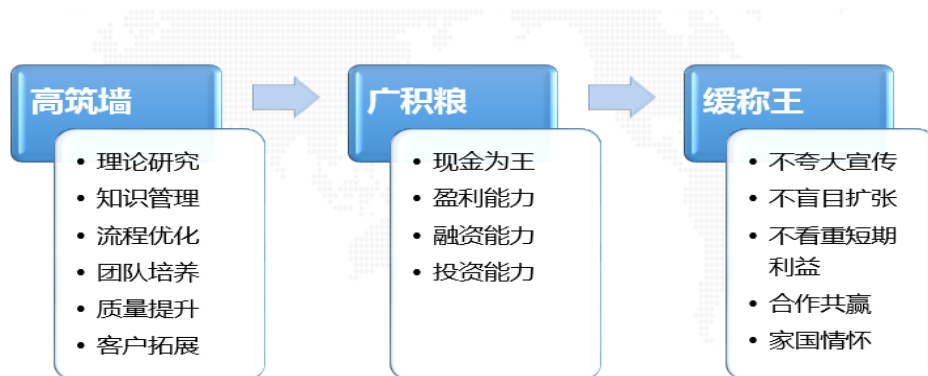 高筑墙
• 理论研究
• 知识管理
• 流程优化
• 团队培养
• 质量提升
• 客户拓展
广积粮
• 现金为王
• 盈利能力
• 融资能力
• 投资能力
缓称王
• 不夸大宣传
• 不盲目扩张
• 不看重短期
利益
• 合作共赢
• 家国情怀